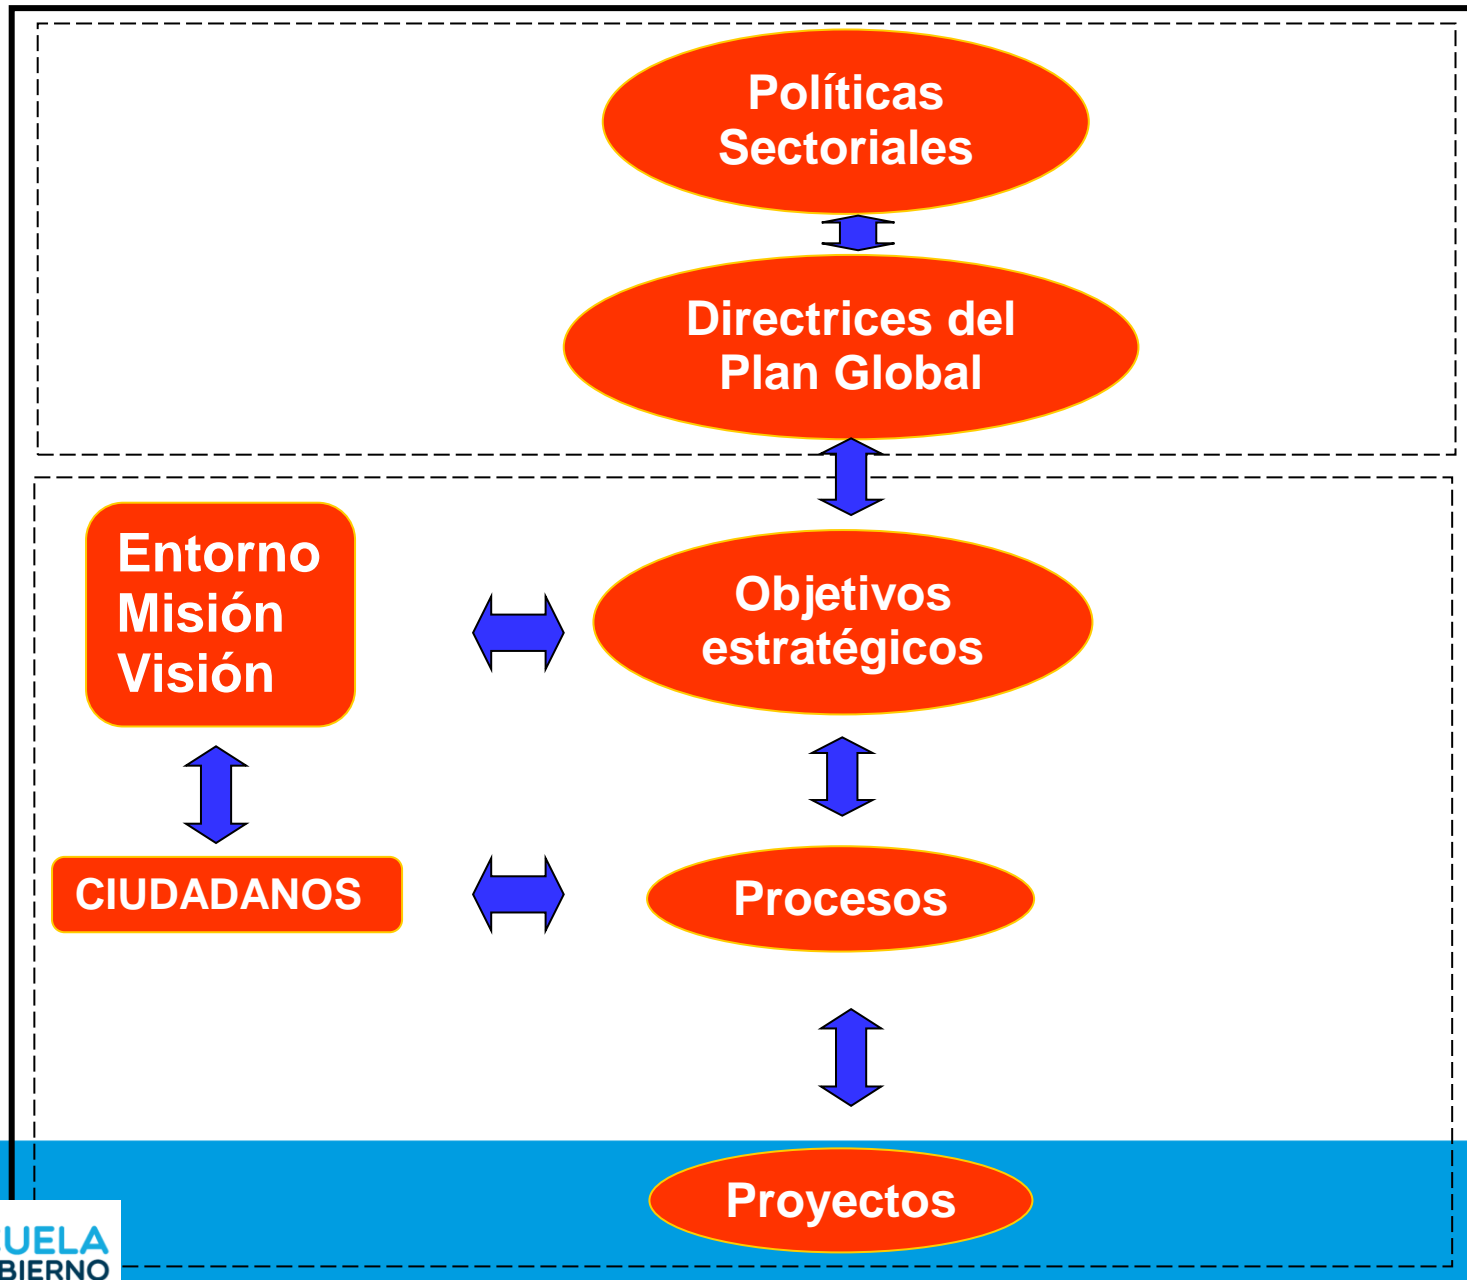 Políticas
Sectoriales
Directrices del
Plan Global
Entorno
Misión
Visión
Objetivos
estratégicos
CIUDADANOS
Procesos
Proyectos
UELA
BIERNO